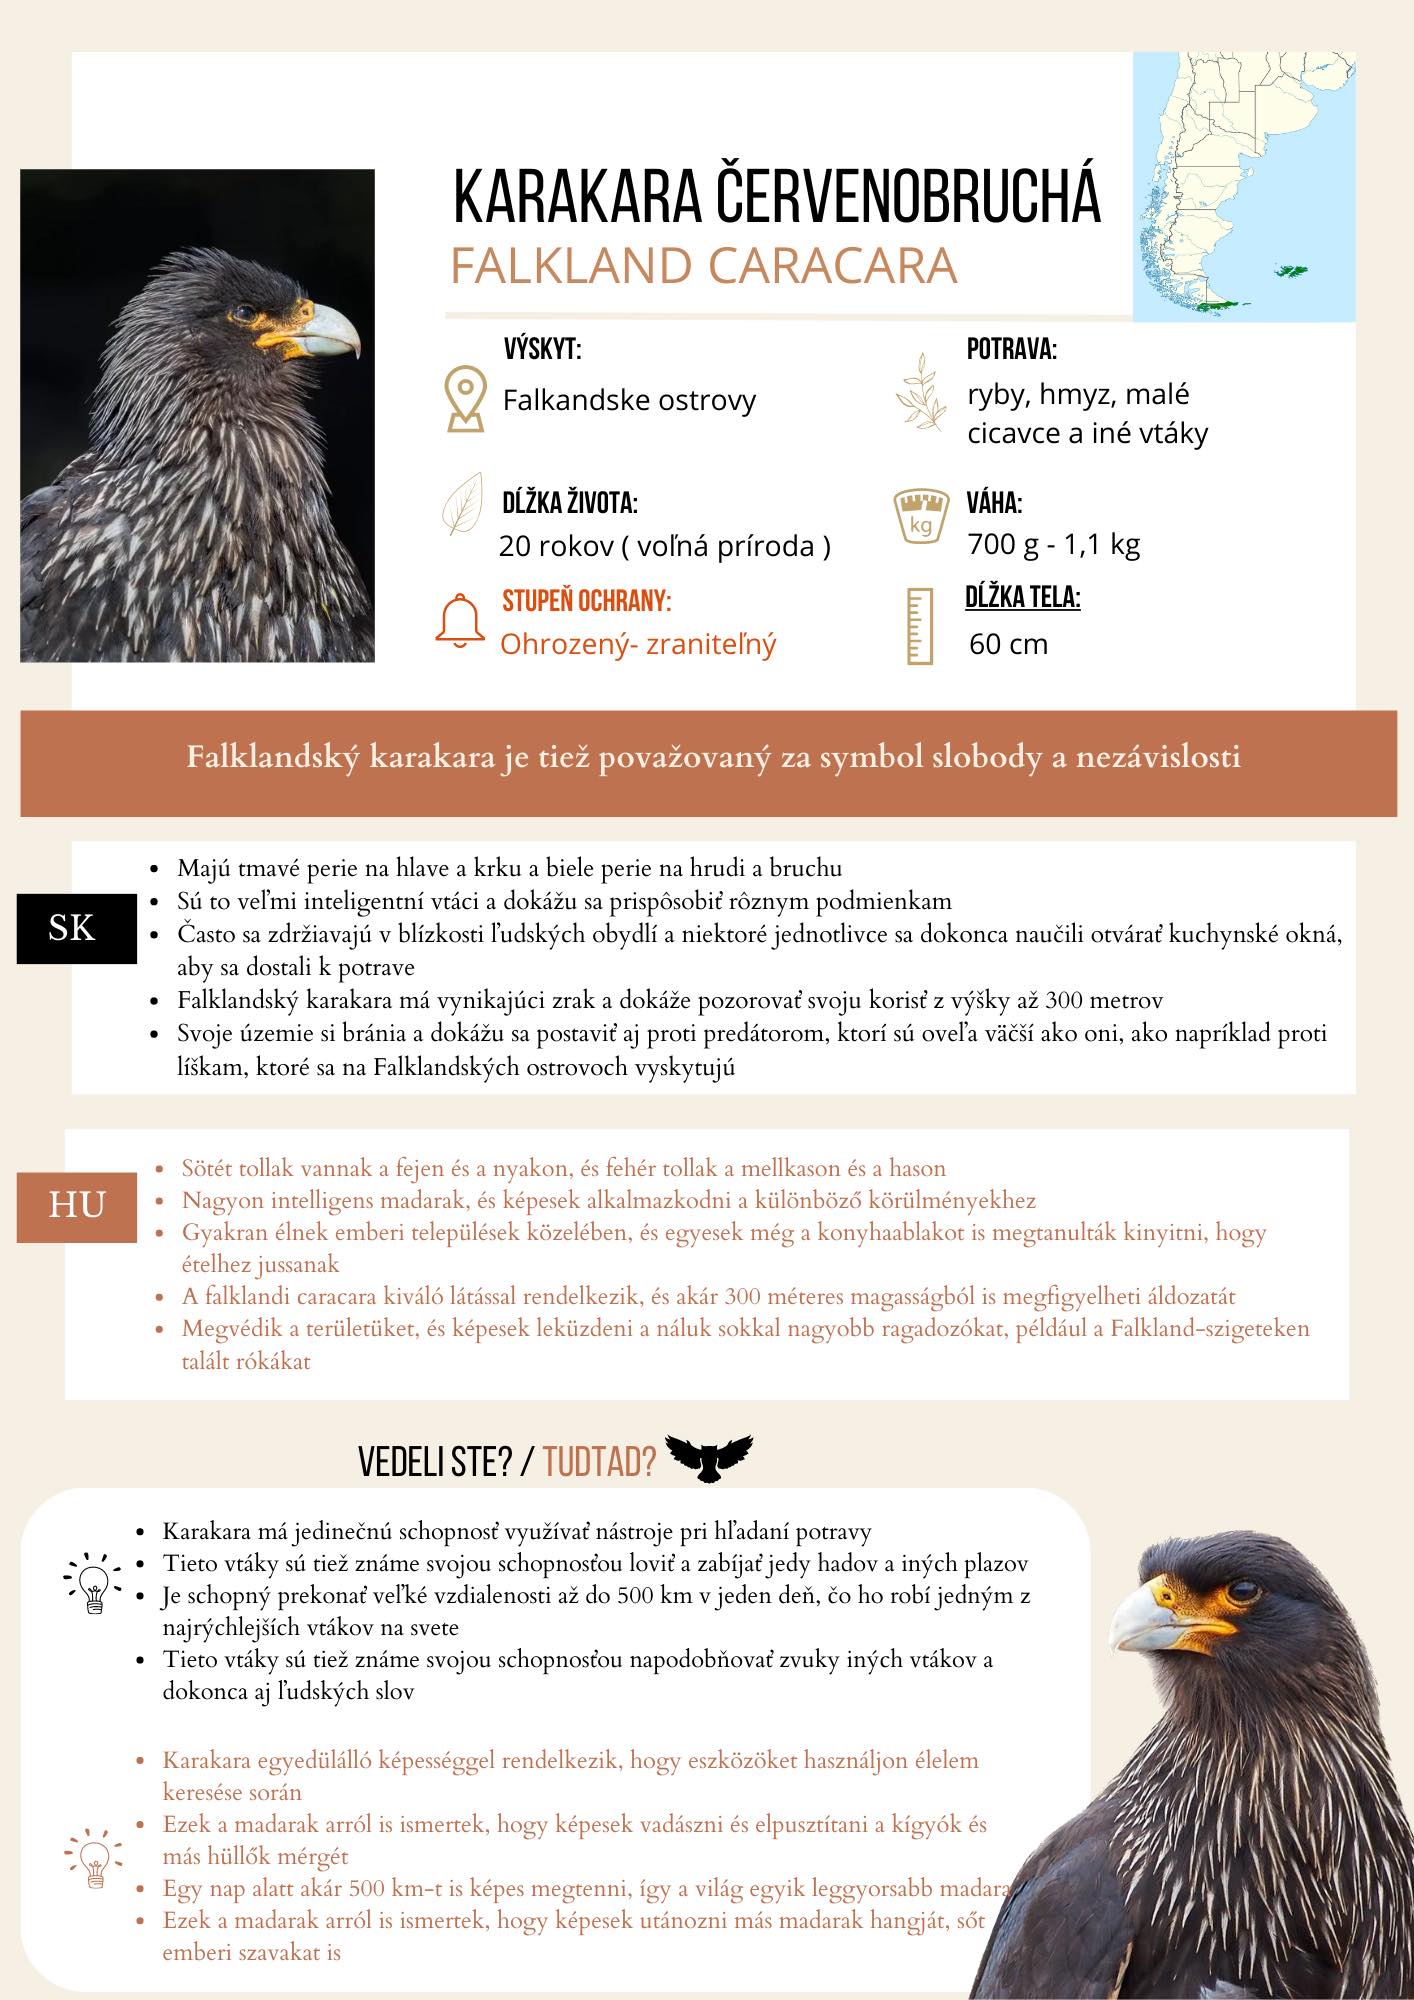 KARAKARA ČERVENOBRUCHÁ
FALKLAND CARACARA
VÝSKYT:
Falkandske ostrovy
POTRAVA:
ryby, hmyz, malé
cicavce a iné vtáky
DĹŽKA ŽIVOTA:
20 rokov ( voľná príroda )
kg
VÁHA:
700 g - 1,1 kg
STUPEŇ OCHRANY:
Ohrozený- zraniteľný
DĹŽKA TELA:
60 cm
Falklandský karakara je tiež považovaný za symbol slobody a nezávislosti
SK
• Majú tmavé perie na hlave a krku a biele perie na hrudi a bruchu
• Sú to veľmi inteligentní vtáci a dokážu sa prispôsobiť rôznym podmienkam
• Často sa zdržiavajú v blízkosti ľudských obydlí a niektoré jednotlivce sa dokonca naučili otvárať kuchynské okná,
aby sa dostali k potrave
• Falklandský karakara má vynikajúci zrak a dokáže pozorovať svoju korisť z výšky až 300 metrov
• Svoje územie si bránia a dokážu sa postaviť aj proti predátorom, ktorí sú oveľa väčší ako oni, ako napríklad proti
líškam, ktoré sa na Falklandských ostrovoch vyskytujú
HU
• Sötét tollak vannak a fejen és a nyakon, és fehér tollak a mellkason és a hason
• Nagyon intelligens madarak, és képesek alkalmazkodni a különböző körülményekhez
• Gyakran élnek emberi települések közelében, és egyesek még a konyhaablakot is megtanulták kinyitni, hogy
ételhez jussanak
• A falklandi caracara kiváló látással rendelkezik, és akár 300 méteres magasságból is megfigyelheti áldozatát
• Megvédik a területüket, és képesek leküzdeni a náluk sokkal nagyobb ragadozókat, például a Falkland-szigeteken
talált rókákat
VEDELI STE? / TUDTAD?
• Karakara má jedinečnú schopnosť využívať nástroje pri hľadaní potravy
• Tieto vtáky sú tiež známe svojou schopnosťou loviť a zabíjať jedy hadov a iných plazov
• Je schopný prekonať veľké vzdialenosti až do 500 km v jeden deň, čo ho robí jedným z
najrýchlejších vtákov na svete
• Tieto vtáky sú tiež známe svojou schopnosťou napodobňovať zvuky iných vtákov a
dokonca aj ľudských slov
• Karakara egyedülálló képességgel rendelkezik, hogy eszközöket használjon élelem
keresése során
• Ezek a madarak arról is ismertek, hogy képesek vadászni és elpusztítani a kígyók és
más hüllők mérgét
• Egy nap alatt akár 500 km-t is képes megtenni, így a világ egyik leggyorsabb madara
• Ezek a madarak arról is ismertek, hogy képesek utánozni más madarak hangját, sőt
emberi szavakat is